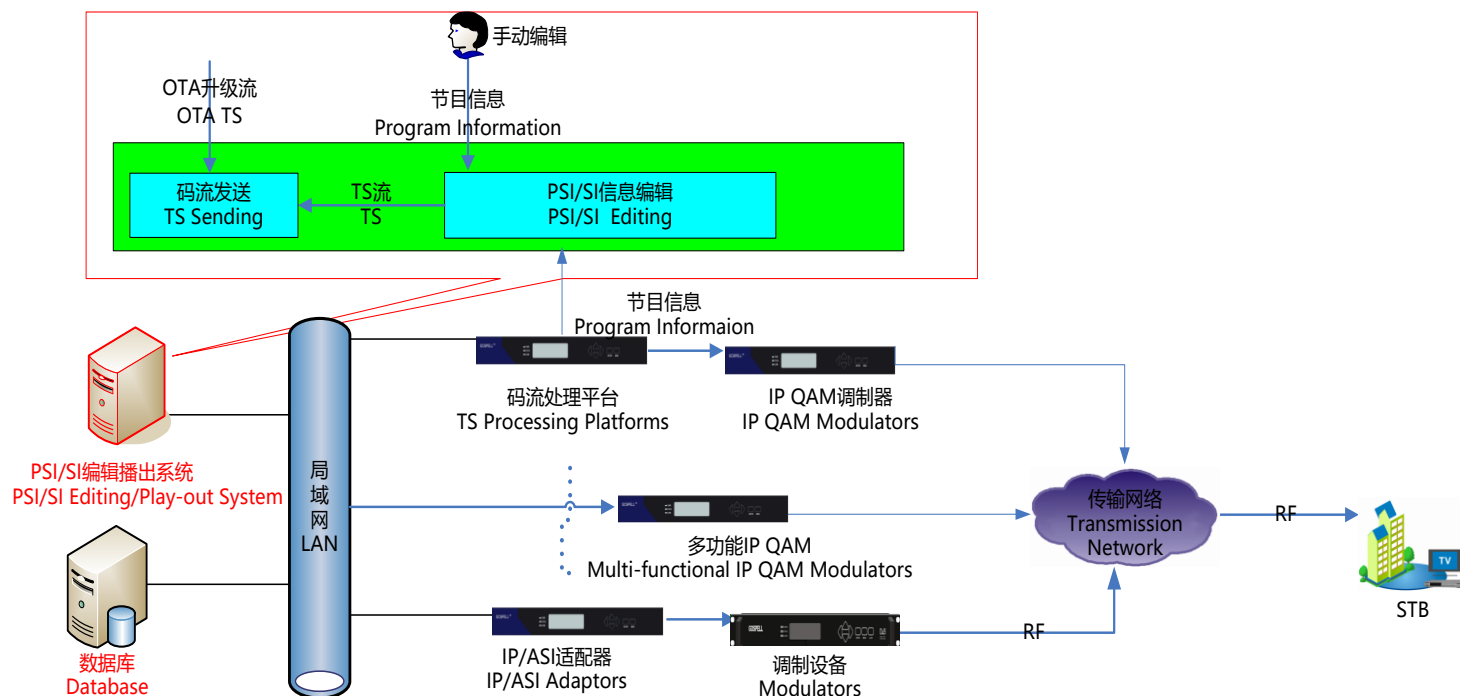 手动编辑
OTA升级流
OTA TS
节目信息
Program Information
码流发送
TS Sending
TS流
TS
PSI/SI信息编辑
PSI/SI Editing
节目信息
Program Informaion
码流处理平台
TS Processing Platforms
IP QAM调制器
IP QAM Modulators
PSI/SI编辑播出系统
PSI/SI Editing/Play-out System
局
域
网
LAN
多功能IP QAM
Multi-functional IP QAM Modulators
传输网络
Transmission
Network
RF
TV
STB
数据库
Database
IP/ASI适配器
IP/ASI Adaptors
GOSPELL
调制设备
Modulators
RF